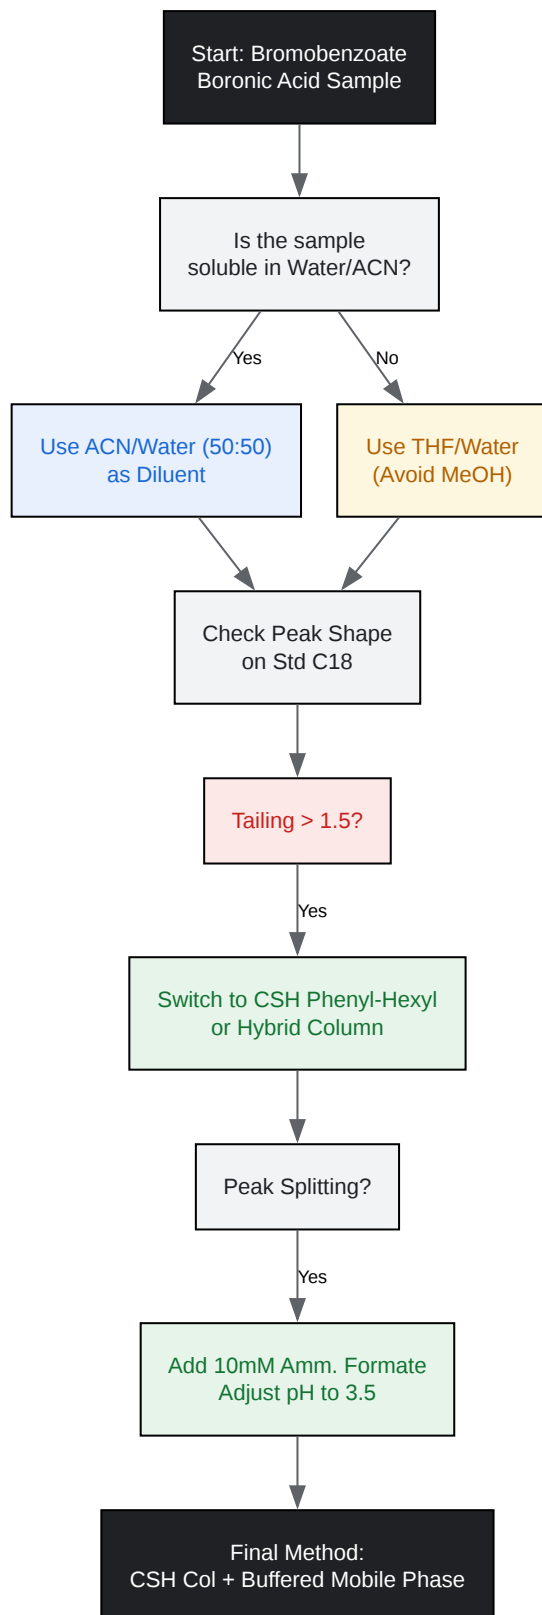 Start: Bromobenzoate
Boronic Acid Sample
Is the sample
soluble in Water/ACN?
Yes
No
Use ACN/Water (50:50)
as Diluent
Use THF/Water
(Avoid MeOH)
Check Peak Shape
on Std C18
Tailing > 1.5?
Yes
Switch to CSH Phenyl-Hexyl
or Hybrid Column
Peak Splitting?
Yes
Add 10mM Amm. Formate
Adjust pH to 3.5
Final Method:
CSH Col + Buffered Mobile Phase